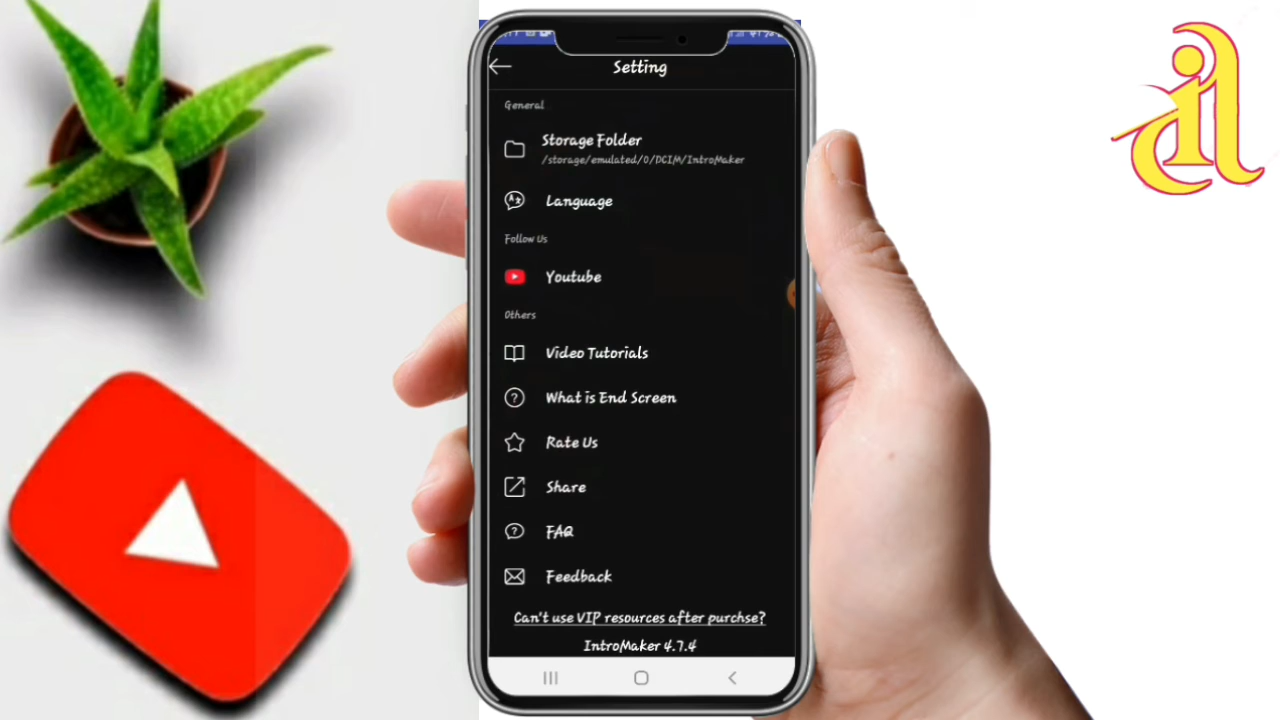 Setting
General
Storage Folder
/storage/emulated/0/DCIM/IntroMaker
Language
Follow Us
Youtube
Others
Video Tutorials
What is End Screen
Rate Us
Share
FAQ
Feedback
Can't use VIP resources after purchse?
IntroMaker 4.7.4